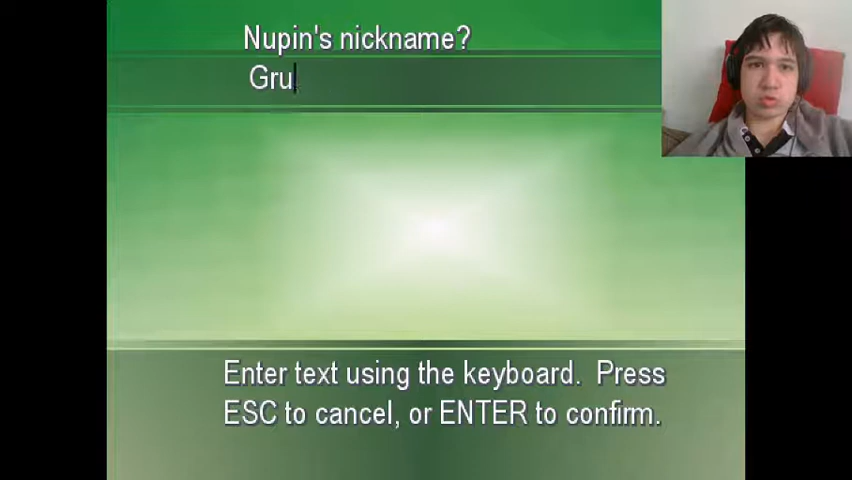 Nupin's nickname?
Gru
Enter text using the keyboard.  Press
ESC to cancel, or ENTER to confirm.